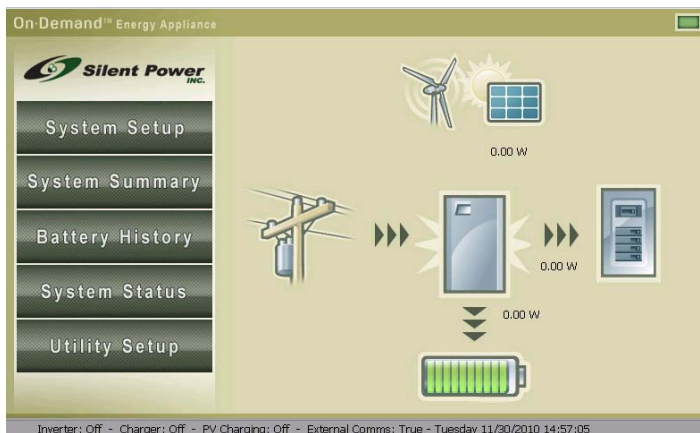 On·Demand™ Energy Appliance
Silent Power
INC.
System Setup
System Summary
Battery History
System Status
Utility Setup
0.00 W
0.00 W
0.00 W
Inverter: Off - Charger: Off - PV Charging: Off - External Comms: True - Tuesday 11/30/2010 14:57:05